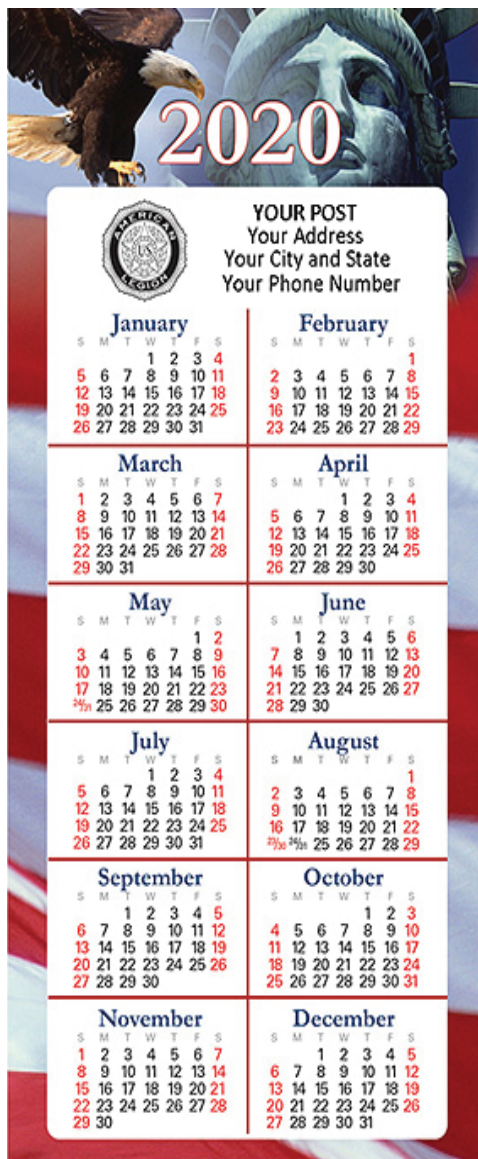 2020
AMERICAN
US
LEGION
YOUR POST
Your Address
Your City and State
Your Phone Number
January
S M T W T F S
1 2 3 4
5 6 7 8 9 10 11
12 13 14 15 16 17 18
19 20 21 22 23 24 25
26 27 28 29 30 31
February
S M T W T F S
1
2 3 4 5 6 7 8
9 10 11 12 13 14 15
16 17 18 19 20 21 22
23 24 25 26 27 28 29
March
S M T W T F S
1 2 3 4 5 6 7
8 9 10 11 12 13 14
15 16 17 18 19 20 21
22 23 24 25 26 27 28
29 30 31
April
S M T W T F S
1 2 3 4
5 6 7 8 9 10 11
12 13 14 15 16 17 18
19 20 21 22 23 24 25
26 27 28 29 30
May
S M T W T F S
1 2
3 4 5 6 7 8 9
10 11 12 13 14 15 16
17 18 19 20 21 22 23
24/31 25 26 27 28 29 30
June
S M T W T F S
1 2 3 4 5 6
7 8 9 10 11 12 13
14 15 16 17 18 19 20
21 22 23 24 25 26 27
28 29 30
July
S M T W T F S
1 2 3 4
5 6 7 8 9 10 11
12 13 14 15 16 17 18
19 20 21 22 23 24 25
26 27 28 29 30 31
August
S M T W T F S
1
2 3 4 5 6 7 8
9 10 11 12 13 14 15
16 17 18 19 20 21 22
23/30 24/31 25 26 27 28 29
September
S M T W T F S
1 2 3 4 5
6 7 8 9 10 11 12
13 14 15 16 17 18 19
20 21 22 23 24 25 26
27 28 29 30
October
S M T W T F S
1 2 3
4 5 6 7 8 9 10
11 12 13 14 15 16 17
18 19 20 21 22 23 24
25 26 27 28 29 30 31
November
S M T W T F S
1 2 3 4 5 6 7
8 9 10 11 12 13 14
15 16 17 18 19 20 21
22 23 24 25 26 27 28
29 30
December
S M T W T F S
1 2 3 4 5
6 7 8 9 10 11 12
13 14 15 16 17 18 19
20 21 22 23 24 25 26
27 28 29 30 31